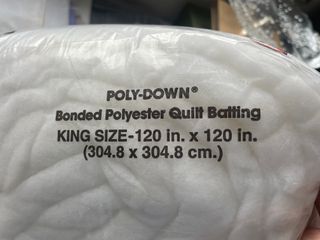 POLY-DOWN®
Bonded Polyester Quilt Batting
KING SIZE-120 in. x 120 in.
(304.8 x 304.8 cm.)